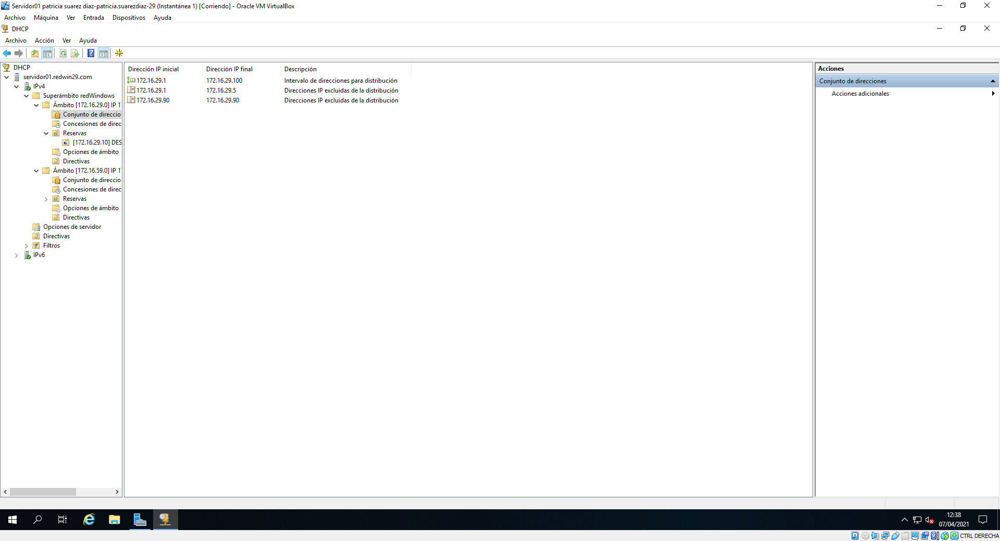 Servidor01 patricia suarez diaz-patricia.suarezdiaz-29 (Instantánea 1) [Corriendo] - Oracle VM VirtualBox
Archivo Máquina Ver Entrada Dispositivos Ayuda
DHCP
Archivo Acción Ver Ayuda
DHCP
servidor01.redwin29.com
IPv4
Superámbito redWindows
Ámbito [172.16.29.0] IP 1
Conjunto de direccio
Concesiones de direc
Reservas
[172.16.29.10] DES
Opciones de ámbito
Directivas
Ámbito [172.16.59.0] IP 1
Conjunto de direccio
Concesiones de direc
Reservas
Opciones de ámbito
Directivas
Opciones de servidor
Directivas
Filtros
IPv6
Dirección IP inicial Dirección IP final Descripción
172.16.29.1 172.16.29.100 Intervalo de direcciones para distribución
172.16.29.1 172.16.29.5 Direcciones IP excluidas de la distribución
172.16.29.90 172.16.29.90 Direcciones IP excluidas de la distribución
Acciones
Conjunto de direcciones
Acciones adicionales
12:38
07/04/2021
CTRL DERECHA